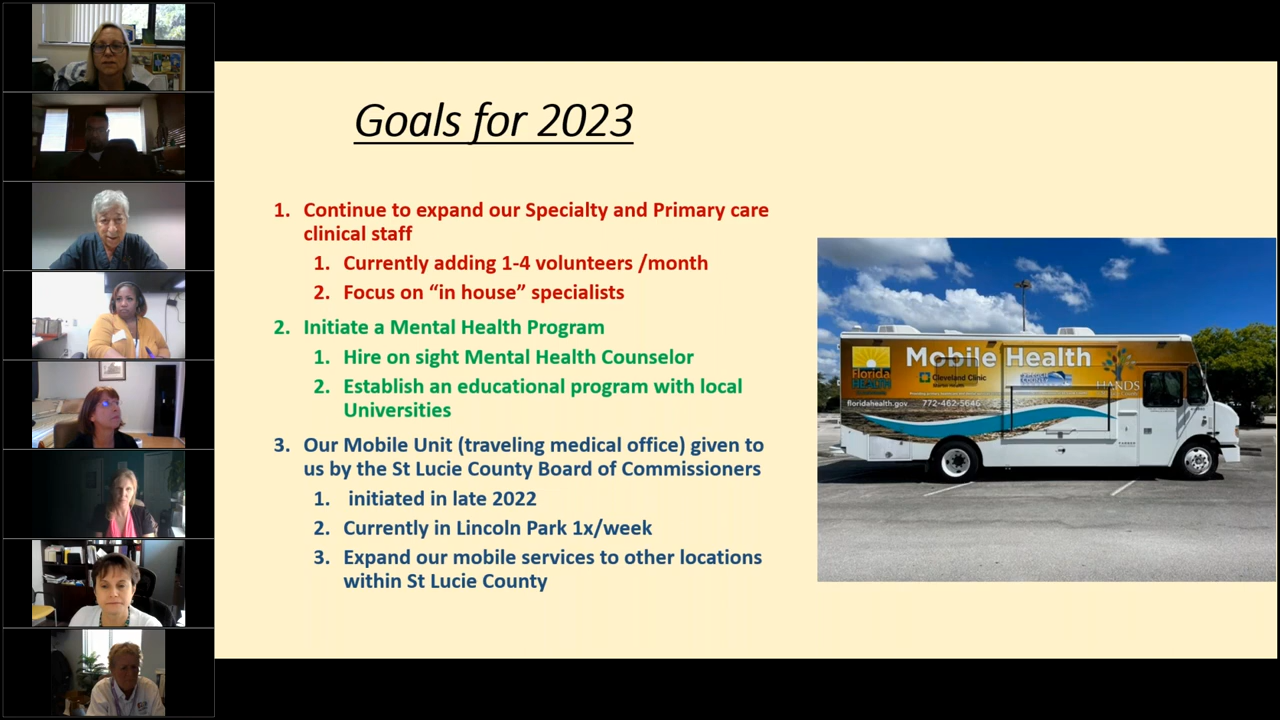 Goals for 2023
1. Continue to expand our Specialty and Primary care
clinical staff
1. Currently adding 1-4 volunteers /month
2. Focus on “in house” specialists
2. Initiate a Mental Health Program
1. Hire on sight Mental Health Counselor
2. Establish an educational program with local
Universities
3. Our Mobile Unit (traveling medical office) given to
us by the St Lucie County Board of Commissioners
1. initiated in late 2022
2. Currently in Lincoln Park 1x/week
3. Expand our mobile services to other locations
within St Lucie County
Mobile Health
Florida
HEALTH
Cleveland Clinic
HANDS
floridahealth.gov 772-462-5646